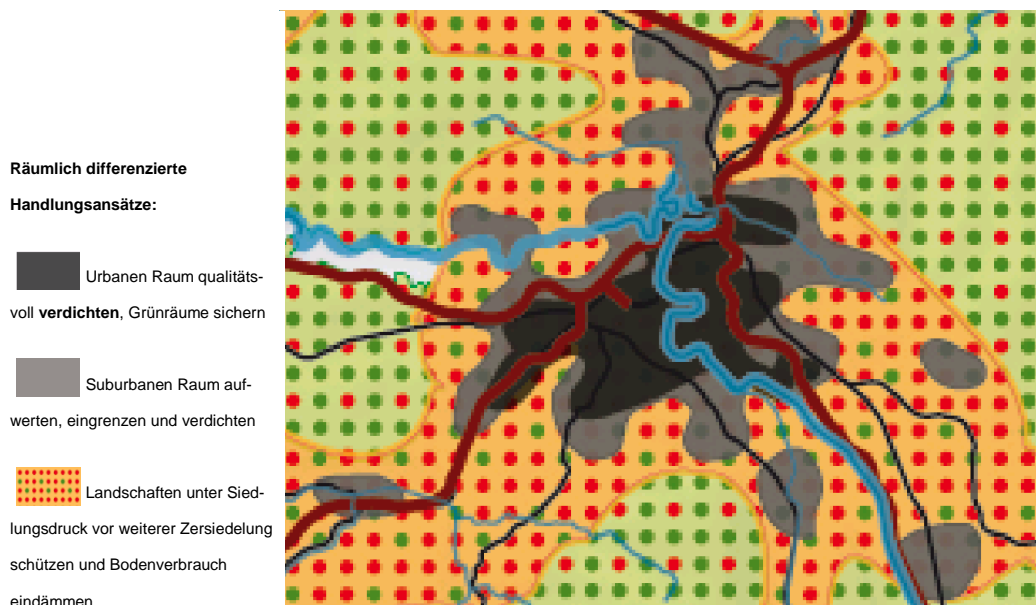 Räumlich differenzierte
Handlungsansätze:
Urbanen Raum qualitäts-
voll verdichten, Grünräume sichern
Suburbanen Raum auf-
werten, eingrenzen und verdichten
Landschaften unter Sied-
lungsdruck vor weiterer Zersiedelung
schützen und Bodenverbrauch
eindämmen